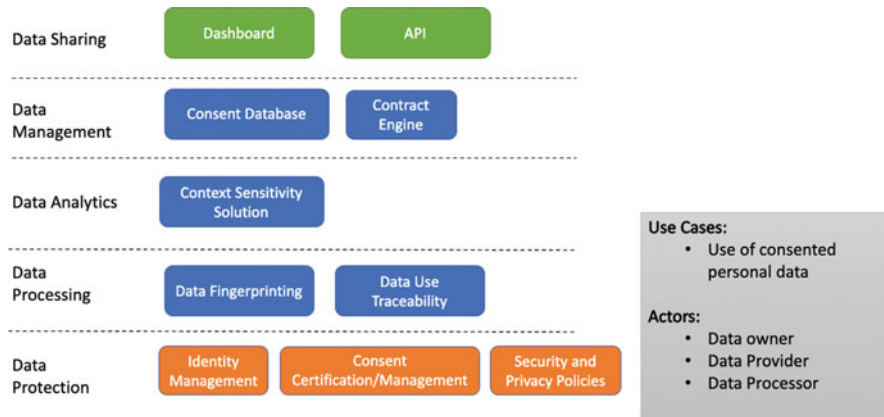 Data Sharing
Dashboard
API
Data
Management
Consent Database
Contract
Engine
Data Analytics
Context Sensitivity
Solution
Data
Processing
Data Fingerprinting
Data Use
Traceability
Data
Protection
Identity
Management
Consent
Certification/Management
Security and
Privacy Policies
Use Cases:
• Use of consented
personal data
Actors:
• Data owner
• Data Provider
• Data Processor